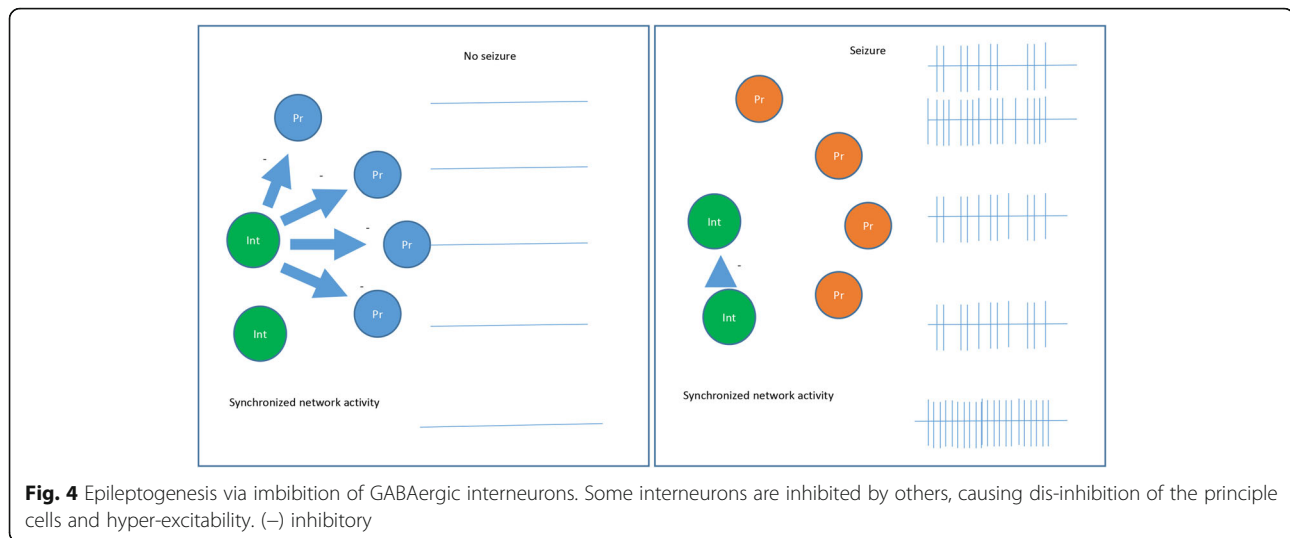 No seizure
Pr
-
Pr
-
Int
-
Pr
-
Pr
Int
Synchronized network activity
Seizure
Pr
Pr
Int
Pr
-
Pr
Int
Synchronized network activity
Fig. 4 Epileptogenesis via imbibition of GABAergic interneurons. Some interneurons are inhibited by others, causing dis-inhibition of the principle
cells and hyper-excitability. (−) inhibitory